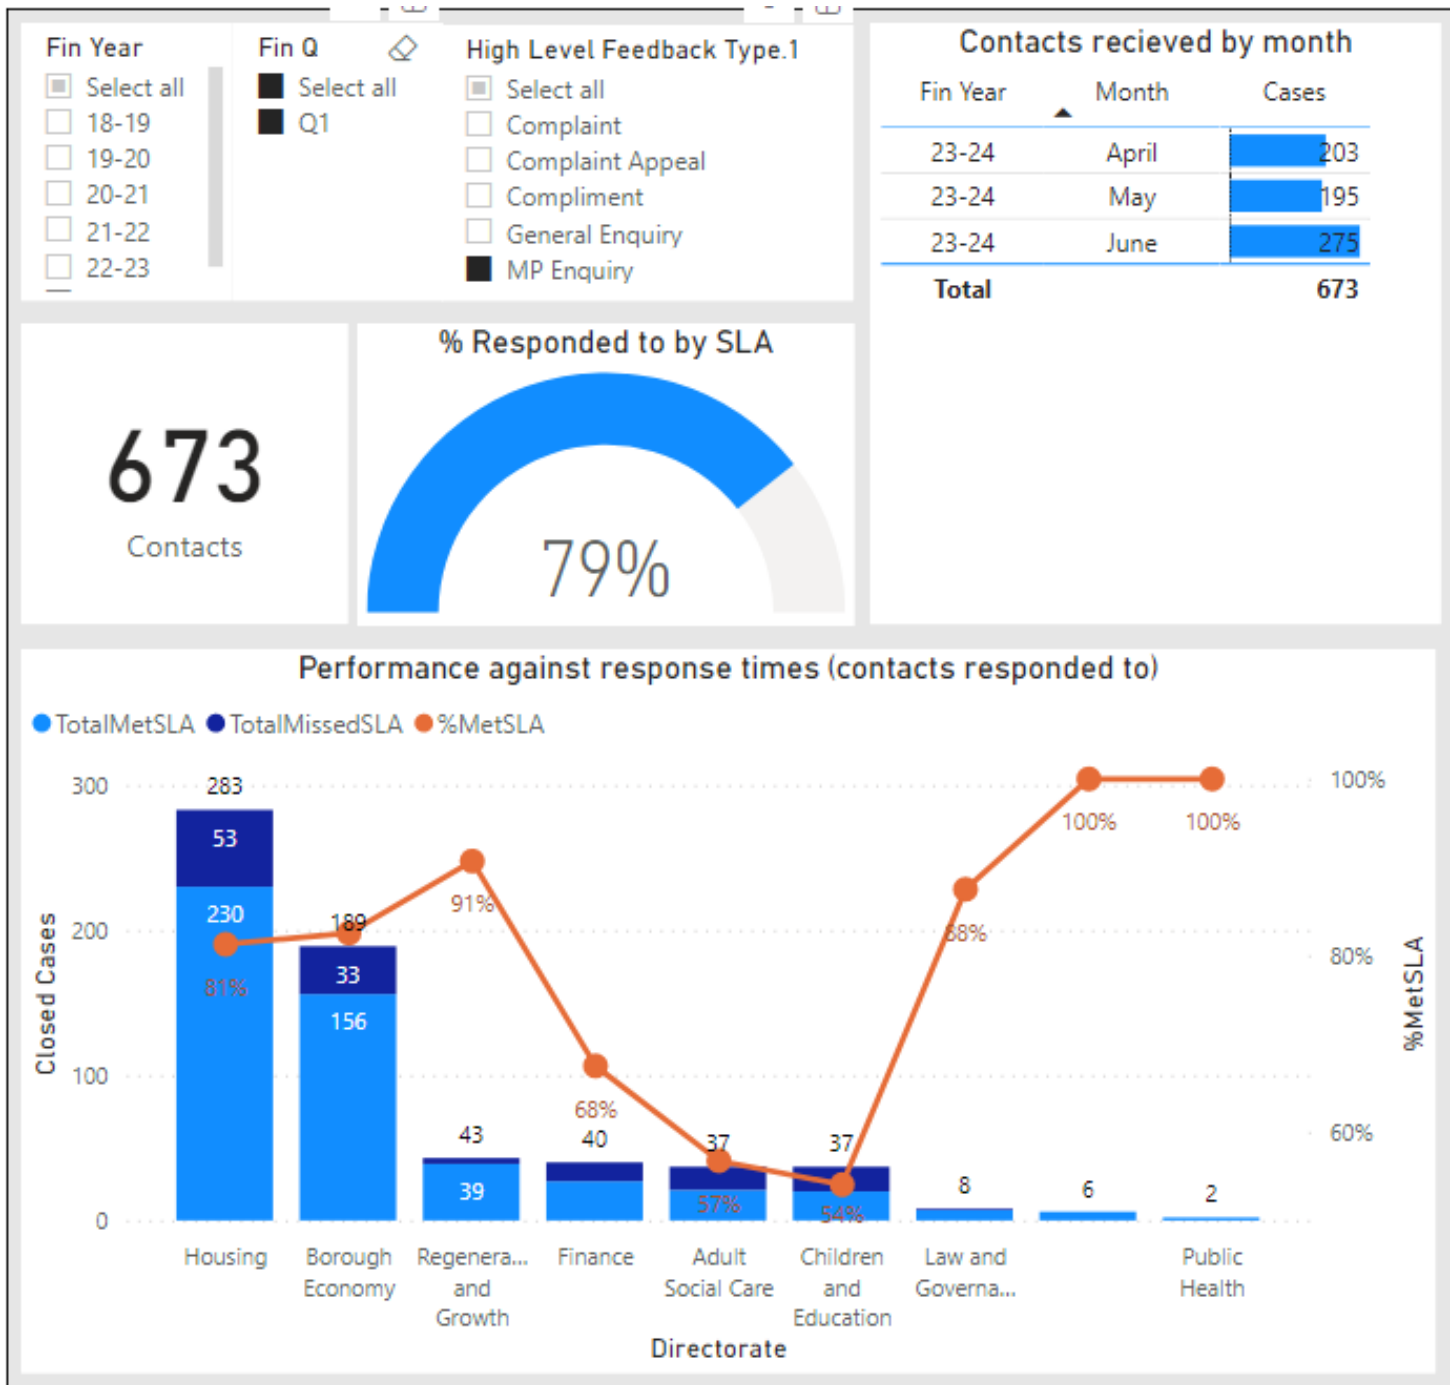 Fin Year
Select all
18-19
19-20
20-21
21-22
22-23
Fin Q
Select all
Q1
High Level Feedback Type.1
Select all
Complaint
Complaint Appeal
Compliment
General Enquiry
MP Enquiry
Contacts recieved by month
Fin Year Month Cases
23-24 April 203
23-24 May 195
23-24 June 275
Total 673
673
Contacts
% Responded to by SLA
79%
Performance against response times (contacts responded to)
TotalMetSLA TotalMissedSLA %MetSLA
Closed Cases
300
200
100
0
283
53
230
81%
189
33
156
91%
43
39
68%
40
37
57%
37
54%
88%
8
100%
6
100%
2
100%
80%
60%
%MetSLA
Housing
Borough
Economy
Regenera...
and
Growth
Finance
Adult
Social Care
Children
and
Education
Law and
Governa...
Public
Health
Directorate